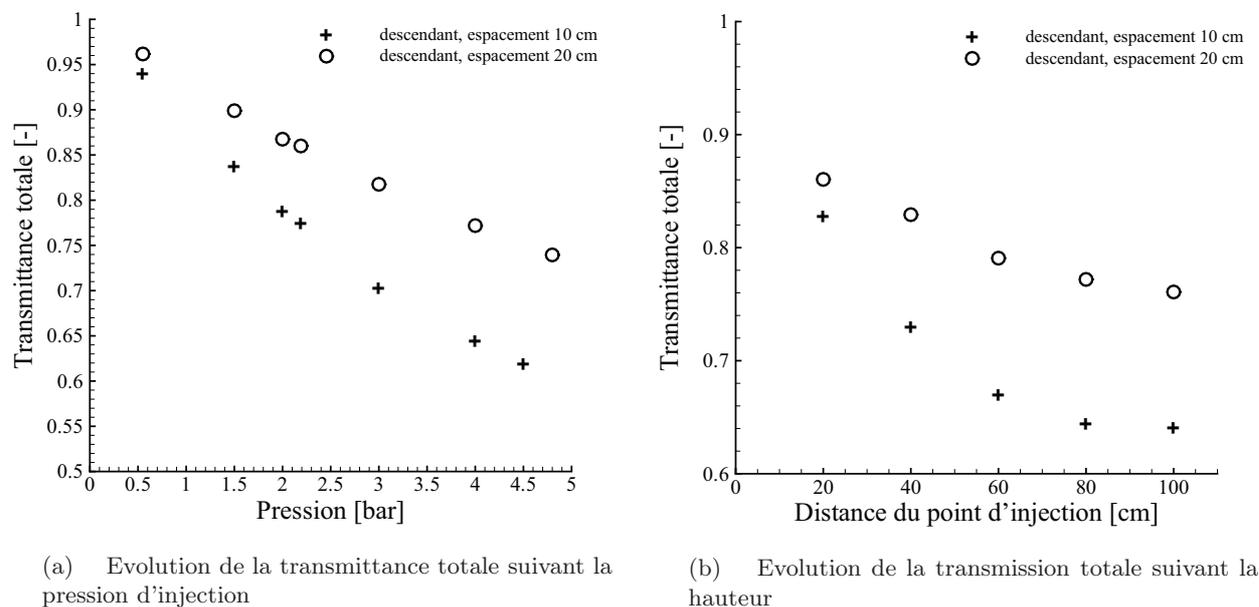 1
0.95
0.9
0.85
0.8
0.75
0.7
0.65
0.6
0.55
0.5
Transmittance totale [-]
descendant, espacement 10 cm
descendant, espacement 20 cm
0 0.5 1 1.5 2 2.5 3 3.5 4 4.5 5
Pression [bar]
(a) Evolution de la transmittance totale suivant la
pression d'injection
1
0.9
0.8
0.7
0.6
Transmittance totale [-]
descendant, espacement 10 cm
descendant, espacement 20 cm
0 20 40 60 80 100
Distance du point d'injection [cm]
(b) Evolution de la transmission totale suivant la
hauteur